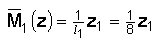 M̅₁(z) = 1/l₁ z₁ = 1/8 z₁